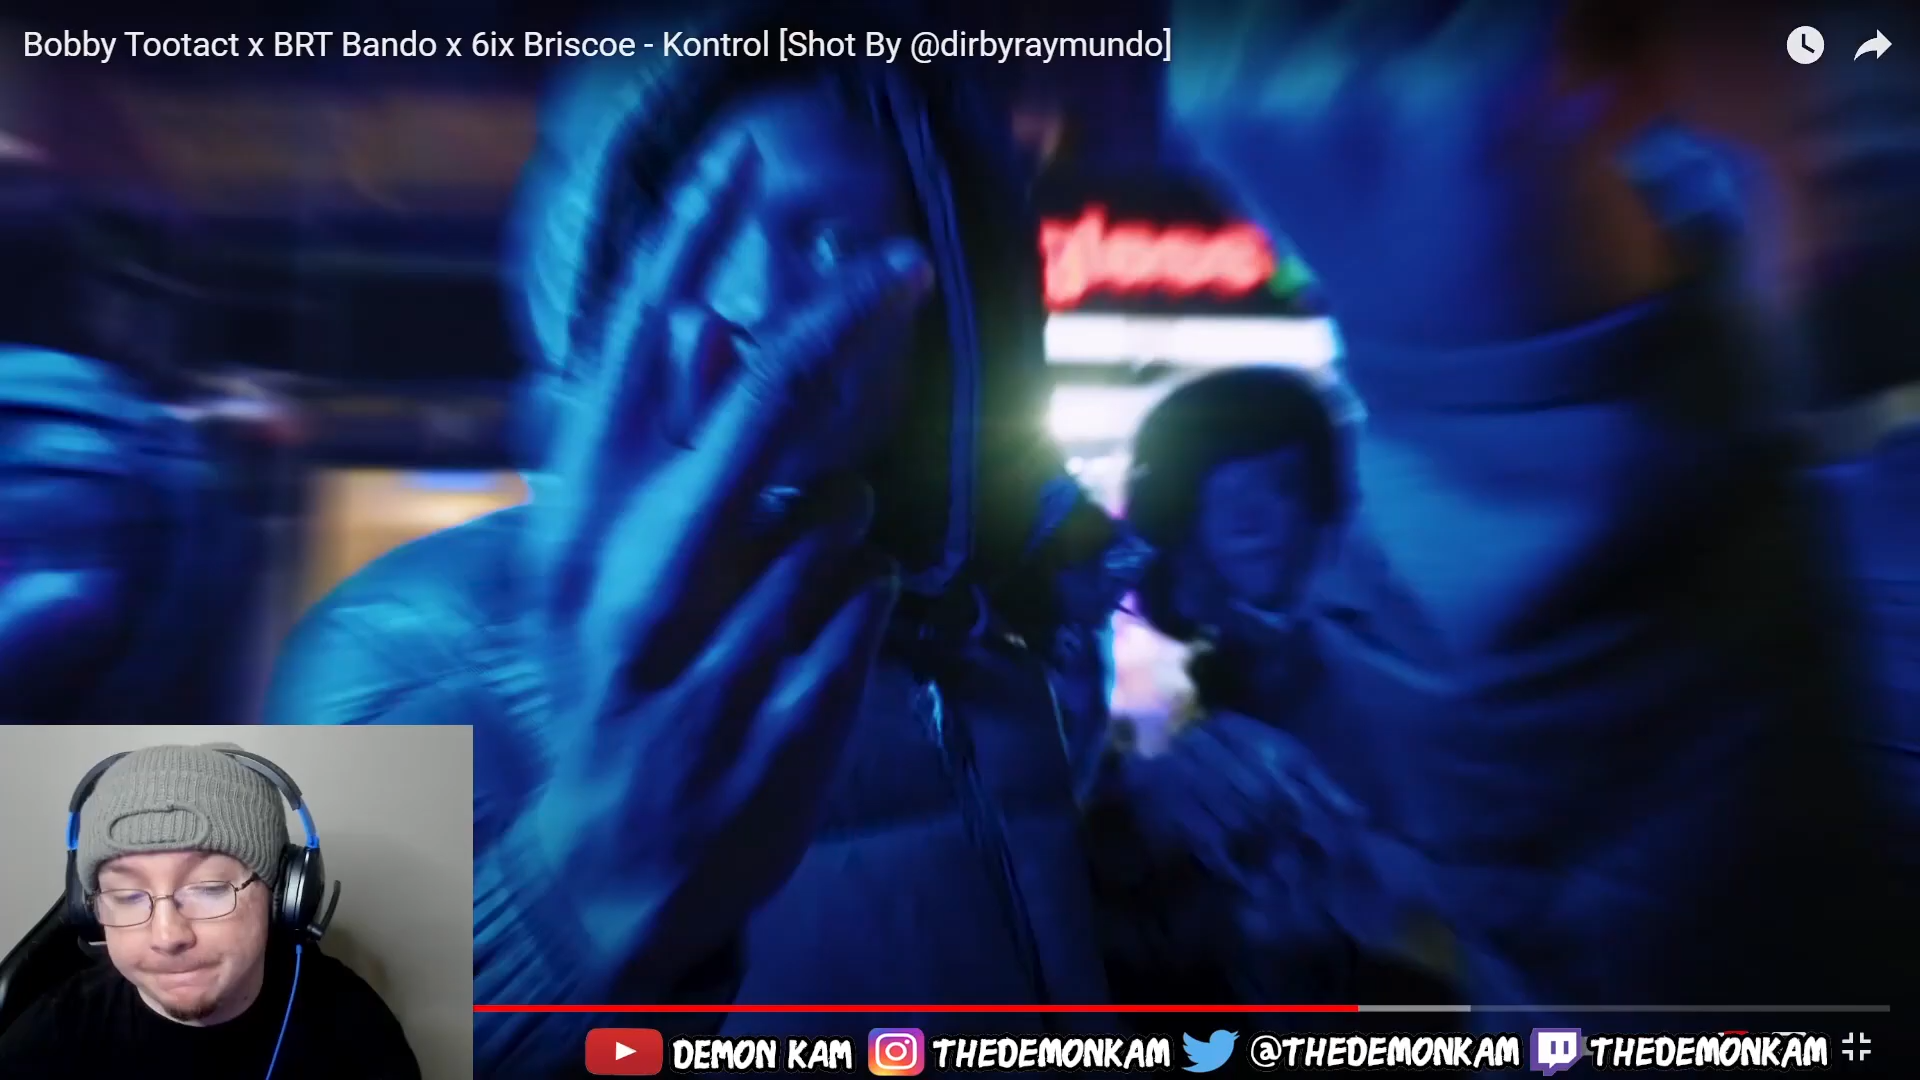 Bobby Tootact x BRT Bando x 6ix Briscoe - Kontrol [Shot By @dirbyraymundo]
DEMON KAM THEDEMONKAM @THEDEMONKAM THEDEMONKAM